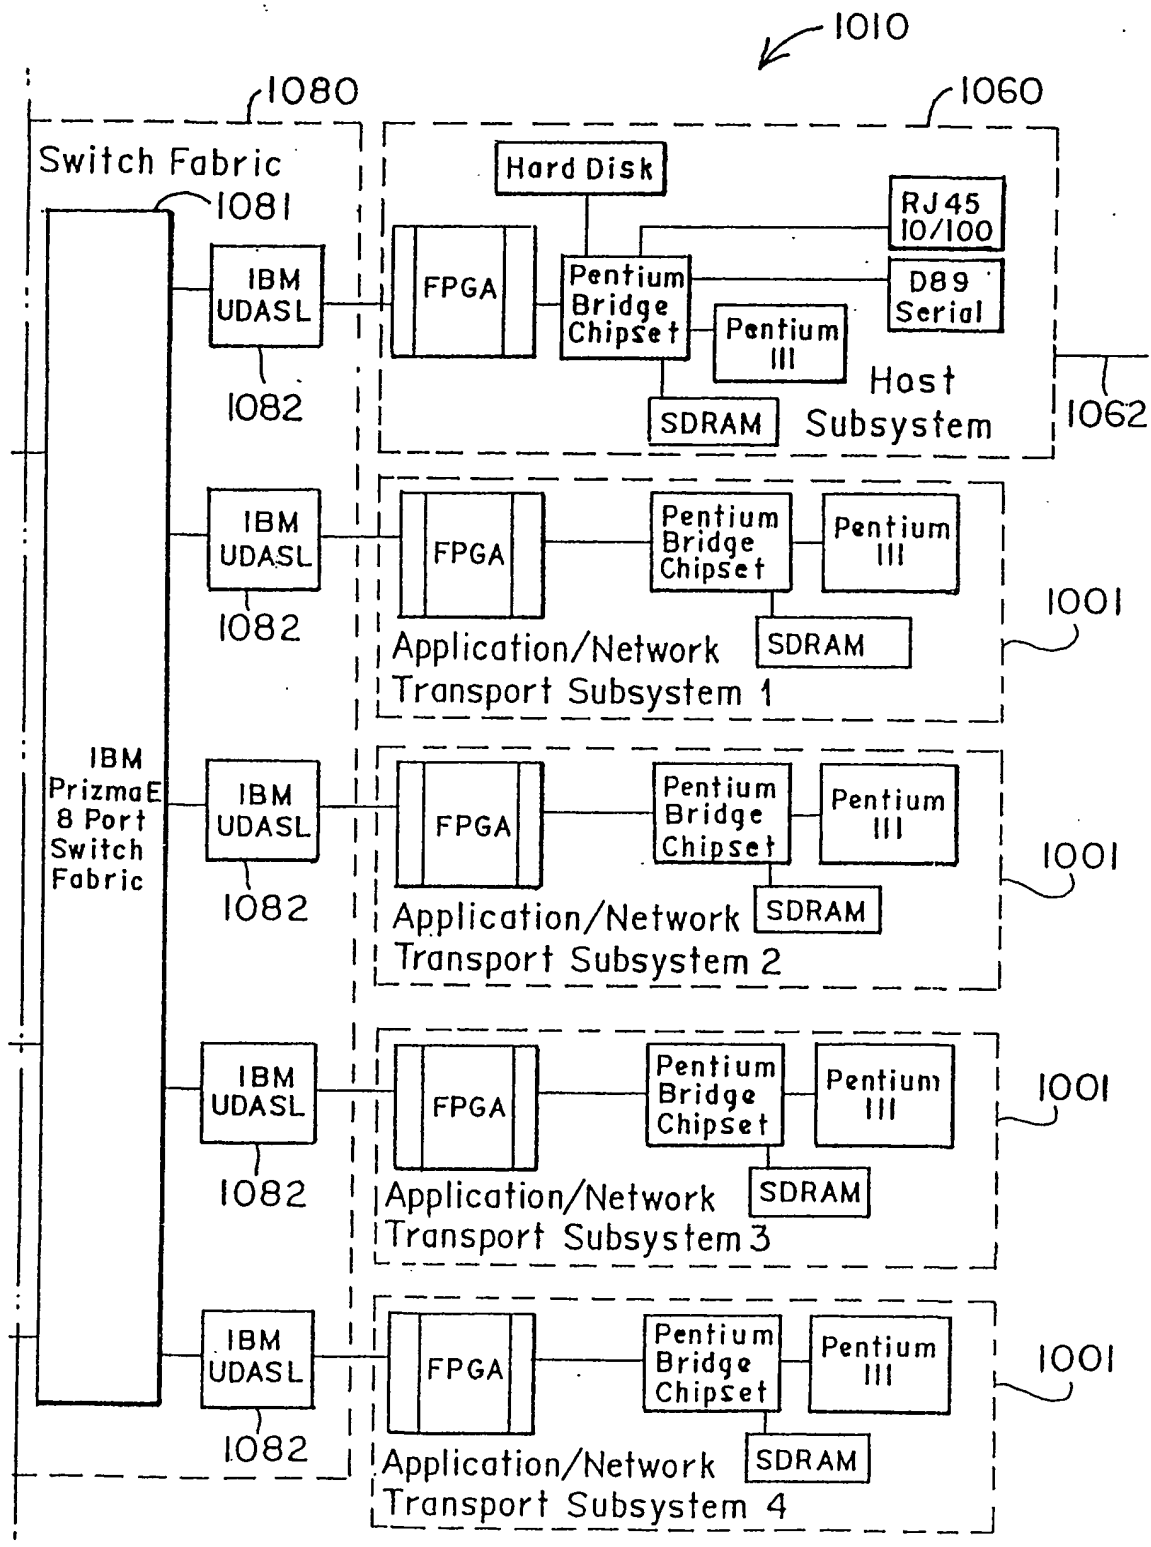 1010
1080
1060
Switch Fabric
1081
Hard Disk
RJ45
10/100
IBM
UDASL
FPGA
Pentium
Bridge
Chipset
D89
Serial
Pentium
III
1082
SDRAM
Host
Subsystem
1062
IBM
UDASL
FPGA
Pentium
Bridge
Chipset
Pentium
III
1082
SDRAM
1001
Application/Network
Transport Subsystem 1
IBM
PrizmaE
8 Port
Switch
Fabric
IBM
UDASL
FPGA
Pentium
Bridge
Chipset
Pentium
III
1082
SDRAM
1001
Application/Network
Transport Subsystem 2
IBM
UDASL
FPGA
Pentium
Bridge
Chipset
Pentium
III
1082
SDRAM
1001
Application/Network
Transport Subsystem 3
IBM
UDASL
FPGA
Pentium
Bridge
Chipset
Pentium
III
1082
SDRAM
1001
Application/Network
Transport Subsystem 4